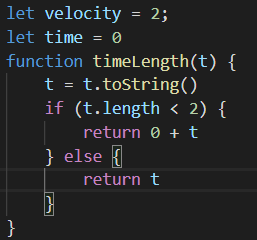 let velocity = 2;
let time = 0
function timeLength(t) {
    t = t.toString()
    if (t.length < 2) {
        return 0 + t
    } else {
        return t
    }
}